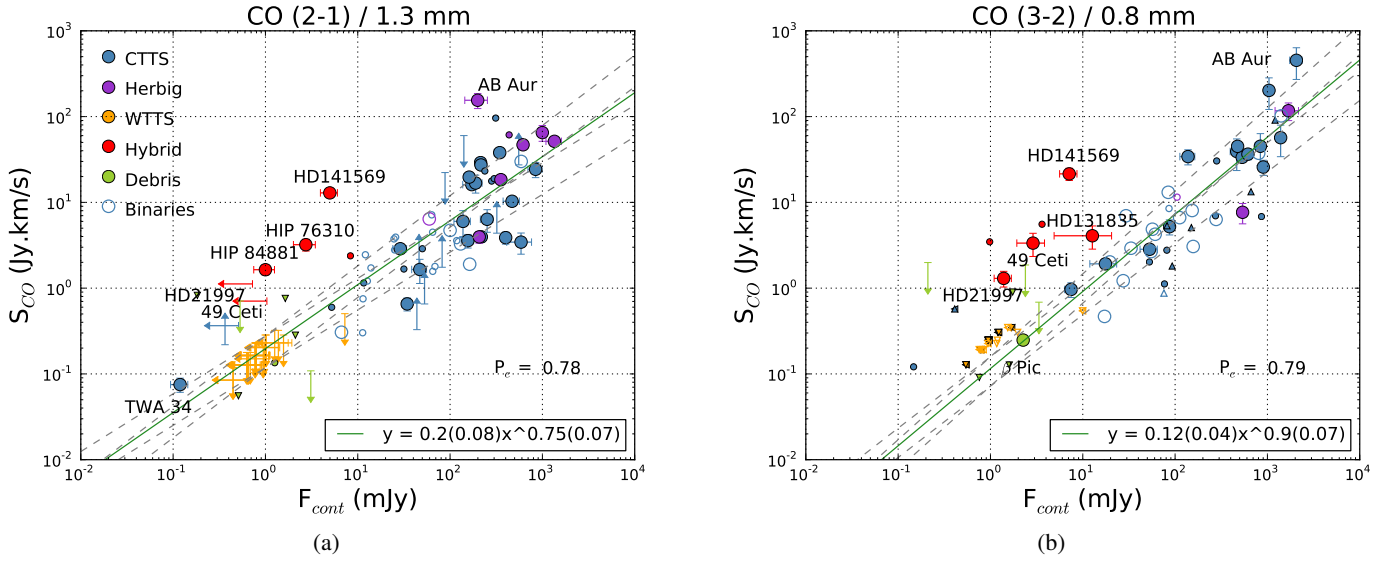 CO (2-1) / 1.3 mm
10^3
10^2
10^1
10^0
10^-1
10^-2
S_CO (Jy.km/s)
CTTS
Herbig
WTTS
Hybrid
Debris
Binaries
AB Aur
HD141569
HIP 76310
HIP 84881
HD21997
49 Ceti
TWA 34
P_c = 0.78
y = 0.2(0.08)x^0.75(0.07)
10^-2 10^-1 10^0 10^1 10^2 10^3 10^4
F_cont (mJy)
(a)
CO (3-2) / 0.8 mm
10^3
10^2
10^1
10^0
10^-1
10^-2
S_CO (Jy.km/s)
AB Aur
HD141569
HD131835
49 Ceti
HD21997
β Pic
P_c = 0.79
y = 0.12(0.04)x^0.9(0.07)
10^-2 10^-1 10^0 10^1 10^2 10^3 10^4
F_cont (mJy)
(b)